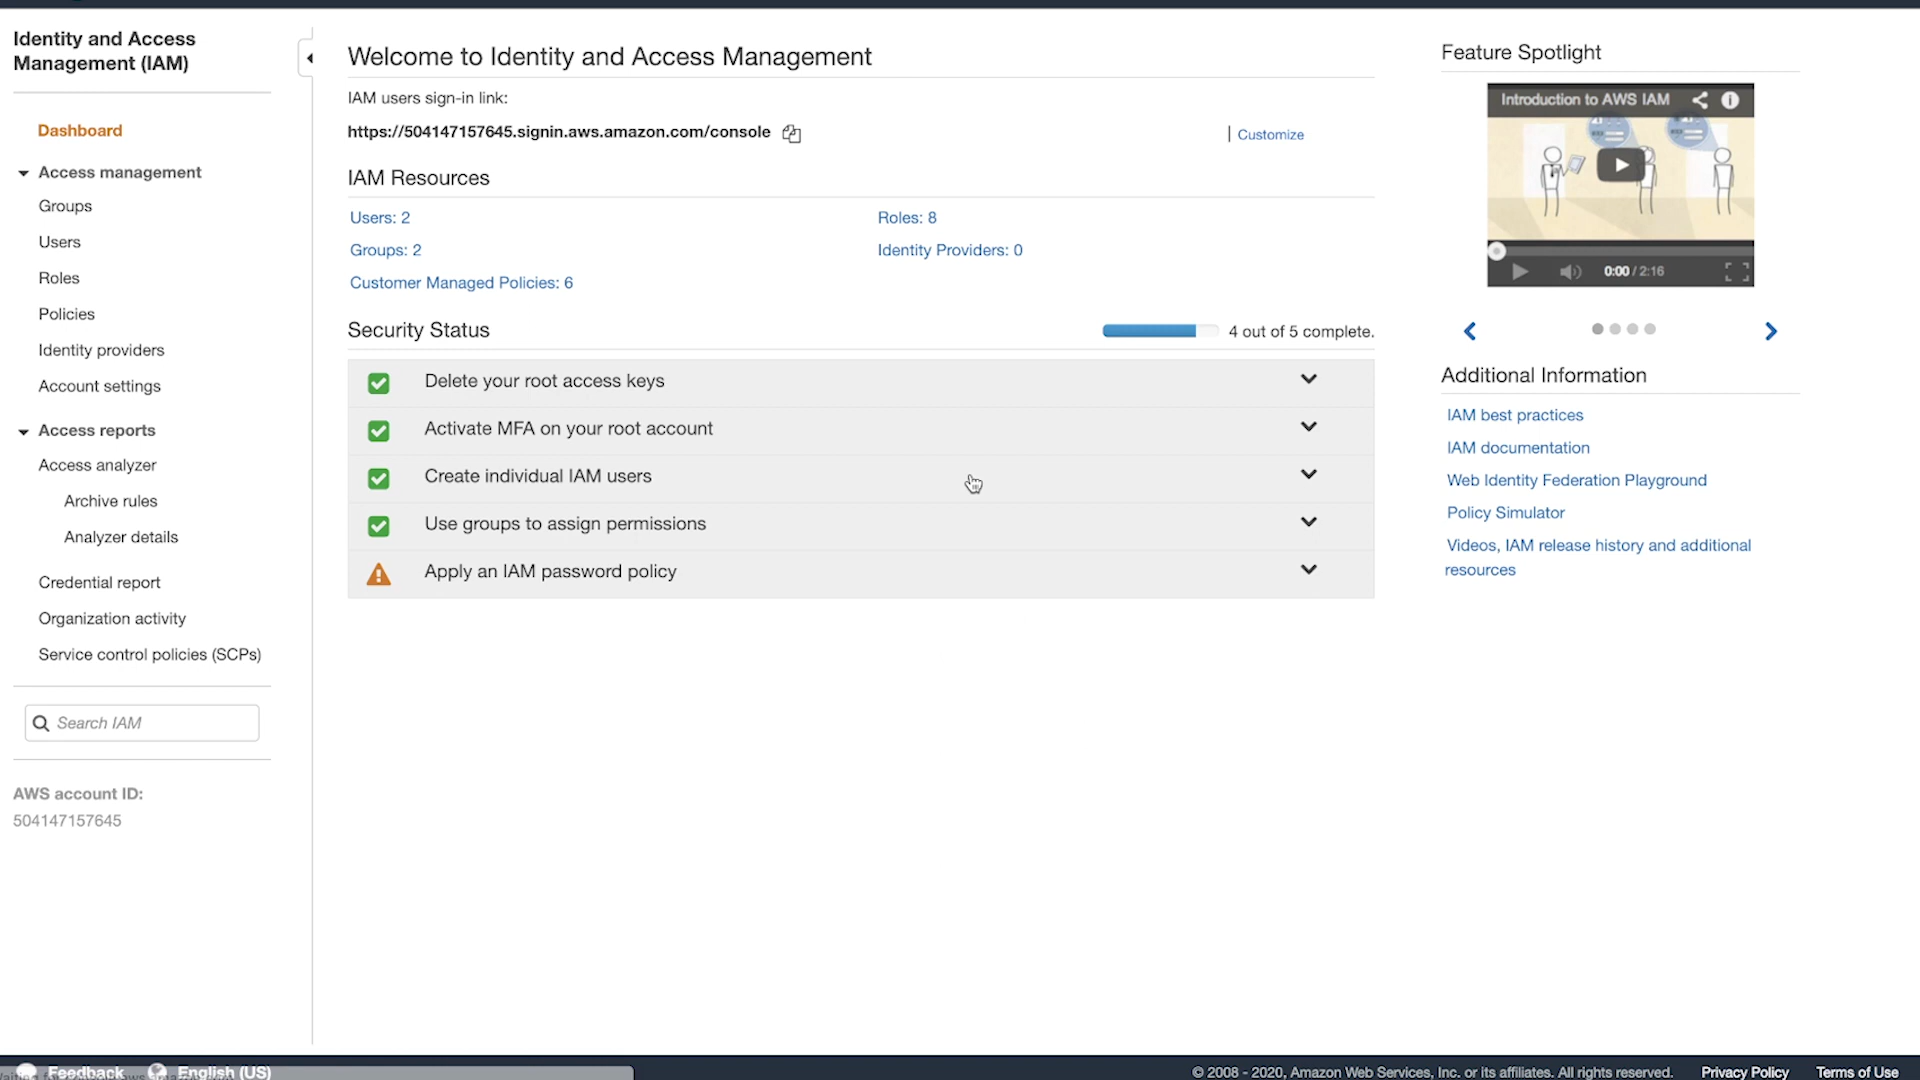 Identity and Access
Management (IAM)
Dashboard
Access management
Groups
Users
Roles
Policies
Identity providers
Account settings
Access reports
Access analyzer
Archive rules
Analyzer details
Credential report
Organization activity
Service control policies (SCPs)
Search IAM
AWS account ID:
504147157645
Welcome to Identity and Access Management
IAM users sign-in link:
https://504147157645.signin.aws.amazon.com/console
Customize
IAM Resources
Users: 2
Roles: 8
Groups: 2
Identity Providers: 0
Customer Managed Policies: 6
Security Status
4 out of 5 complete.
Delete your root access keys
Activate MFA on your root account
Create individual IAM users
Use groups to assign permissions
Apply an IAM password policy
Feature Spotlight
Introduction to AWS IAM
0:00 / 2:16
Additional Information
IAM best practices
IAM documentation
Web Identity Federation Playground
Policy Simulator
Videos, IAM release history and additional
resources
Feedback English (US)
© 2008 - 2020, Amazon Web Services, Inc. or its affiliates. All rights reserved. Privacy Policy Terms of Use